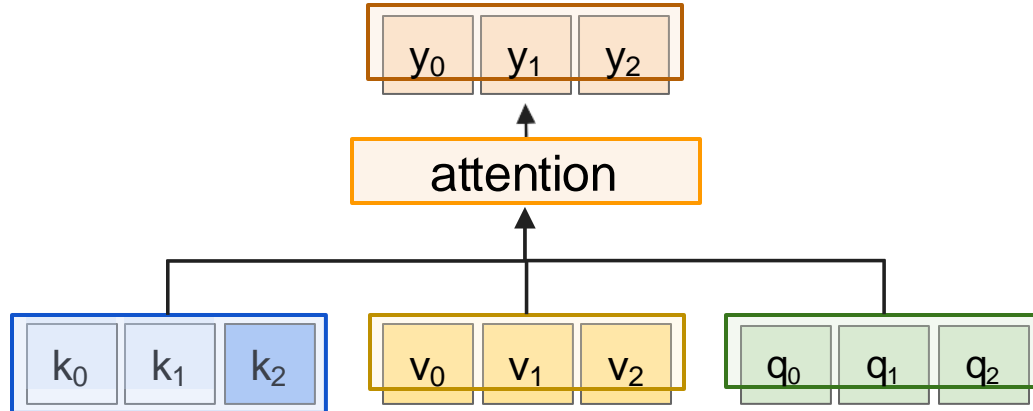 y₀ y₁ y₂
attention
k₀ k₁ k₂ v₀ v₁ v₂ q₀ q₁ q₂